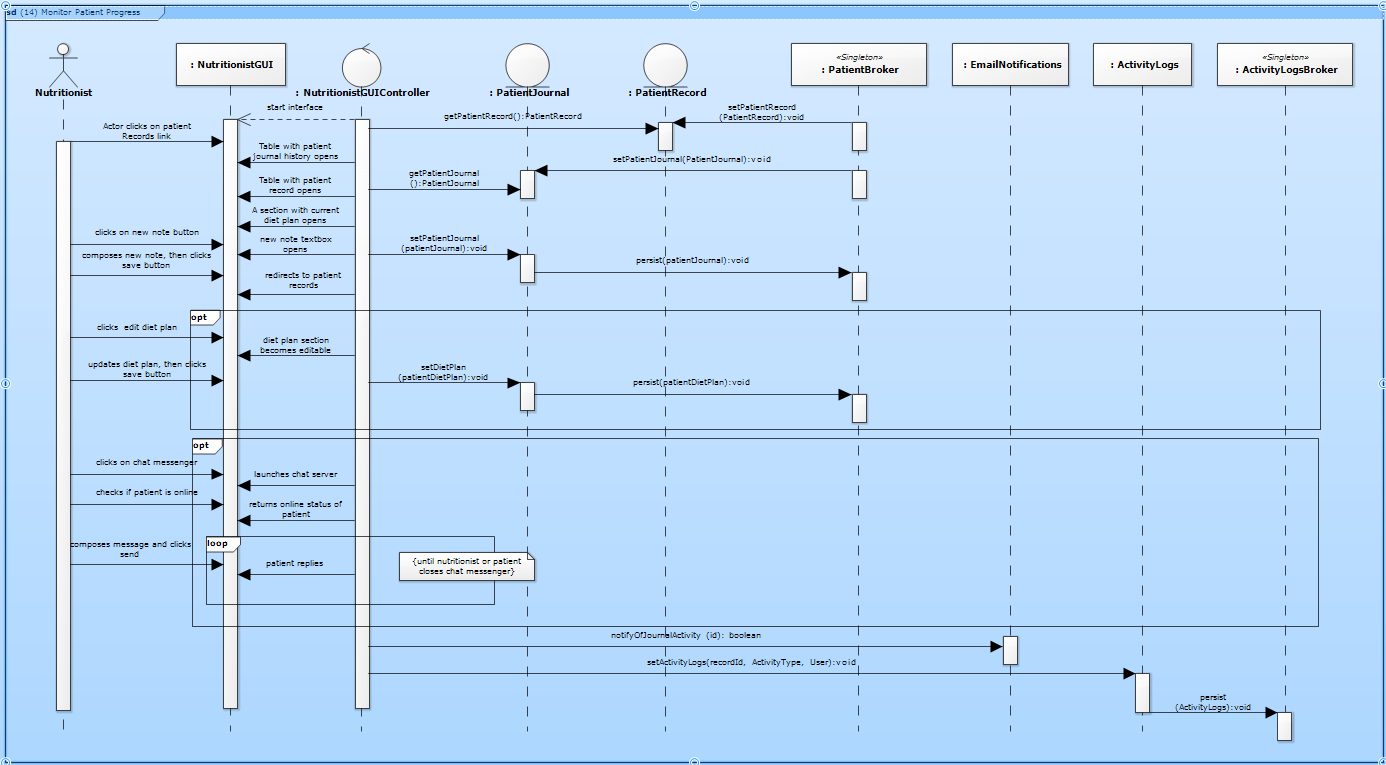 sd (14) Monitor Patient Progress
Nutritionist
: NutritionistGUI
: NutritionistGUIController
: PatientJournal
: PatientRecord
«Singleton»
: PatientBroker
: EmailNotifications
: ActivityLogs
«Singleton»
: ActivityLogsBroker
start interface
getPatientRecord():PatientRecord
setPatientRecord
(PatientRecord):void
Actor clicks on patient
Records link
Table with patient
journal history opens
setPatientJournal(PatientJournal):void
getPatientJournal
():PatientJournal
Table with patient
record opens
A section with current
diet plan opens
clicks on new note button
new note textbox
opens
setPatientJournal
(patientJournal):void
composes new note, then clicks
save button
persist(patientJournal):void
redirects to patient
records
opt
clicks  edit diet plan
diet plan section
becomes editable
updates diet plan, then clicks
save button
setDietPlan
(patientDietPlan):void
persist(patientDietPlan):void
opt
clicks on chat messenger
launches chat server
checks if patient is online
returns online status of
patient
loop
composes message and clicks
send
patient replies
{until nutritionist or patient
closes chat messenger}
notifyOfJournalActivity (id): boolean
setActivityLogs(recordId, ActivityType, User):void
persist
(ActivityLogs):void